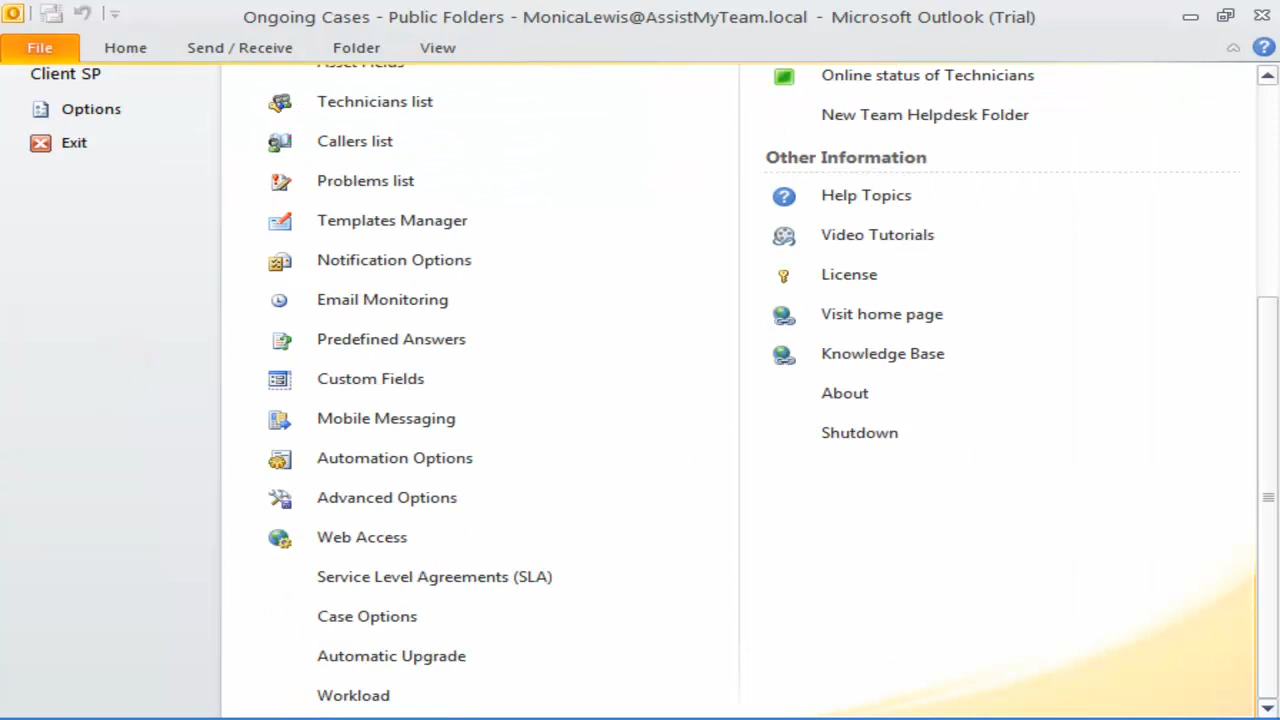 Ongoing Cases - Public Folders - MonicaLewis@AssistMyTeam.local - Microsoft Outlook (Trial)
File Home Send / Receive Folder View
Client SP
Options
Exit
Asset Fields
Technicians list
Callers list
Problems list
Templates Manager
Notification Options
Email Monitoring
Predefined Answers
Custom Fields
Mobile Messaging
Automation Options
Advanced Options
Web Access
Service Level Agreements (SLA)
Case Options
Automatic Upgrade
Workload
Online status of Technicians
New Team Helpdesk Folder
Other Information
Help Topics
Video Tutorials
License
Visit home page
Knowledge Base
About
Shutdown